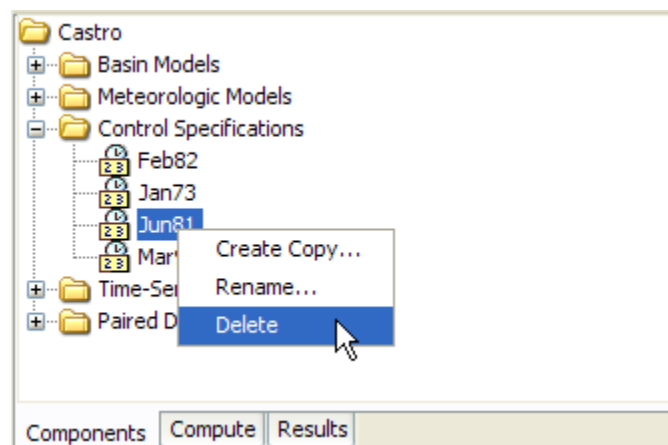 Castro
Basin Models
Meteorologic Models
Control Specifications
Feb82
Jan73
Jun81
Create Copy...
Rename...
Delete
Components Compute Results